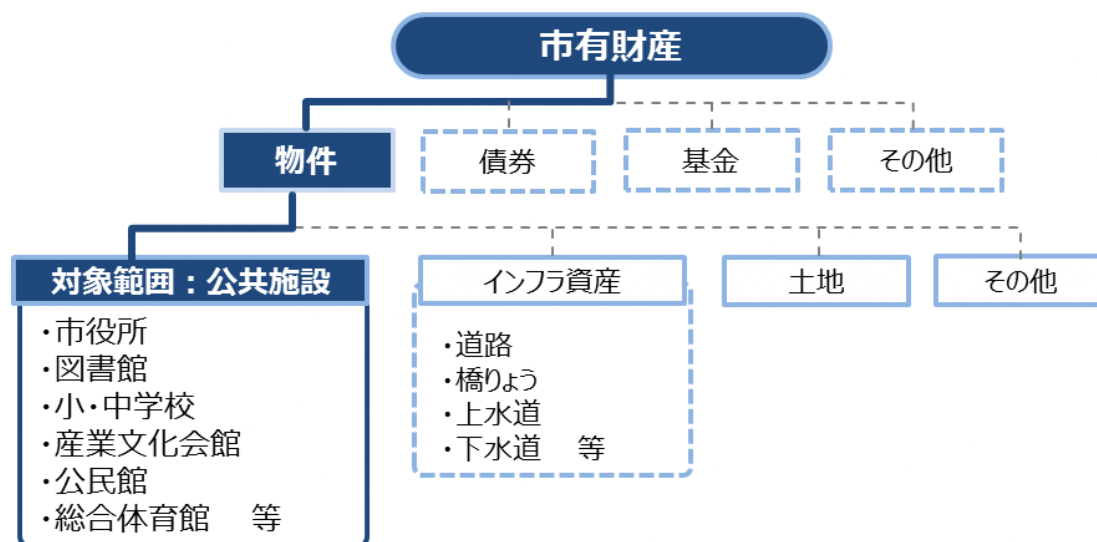 市有財産
物件
債券
基金
その他
対象範囲：公共施設
・市役所
・図書館
・小・中学校
・産業文化会館
・公民館
・総合体育館　等
インフラ資産
・道路
・橋りょう
・上水道
・下水道　等
土地
その他